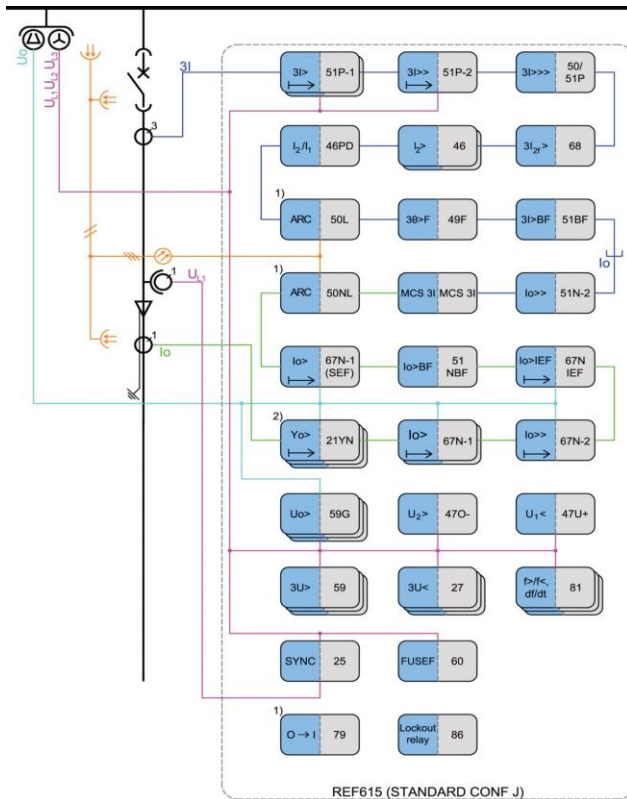 Uo
UL1 UL2 UL3
3I
3
3I> 51P-1
3I>> 51P-2
3I>>> 50/
51P
I2/I1 46PD
I2> 46
3I2f> 68
1)
ARC 50L
3θ>F 49F
3I>BF 51BF
Io
1
UL1
1)
ARC 50NL
MCS 3I MCS 3I
Io>> 51N-2
1
Io
Io> 67N-1
(SEF)
Io>BF 51
NBF
Io>IEF 67N
IEF
2)
Yo> 21YN
Io> 67N-1
Io>> 67N-2
Uo> 59G
U2> 47O-
U1< 47U+
3U> 59
3U< 27
f>/f<,
df/dt 81
SYNC 25
FUSEF 60
1)
O → I 79
Lockout
relay 86
REF615 (STANDARD CONF J)